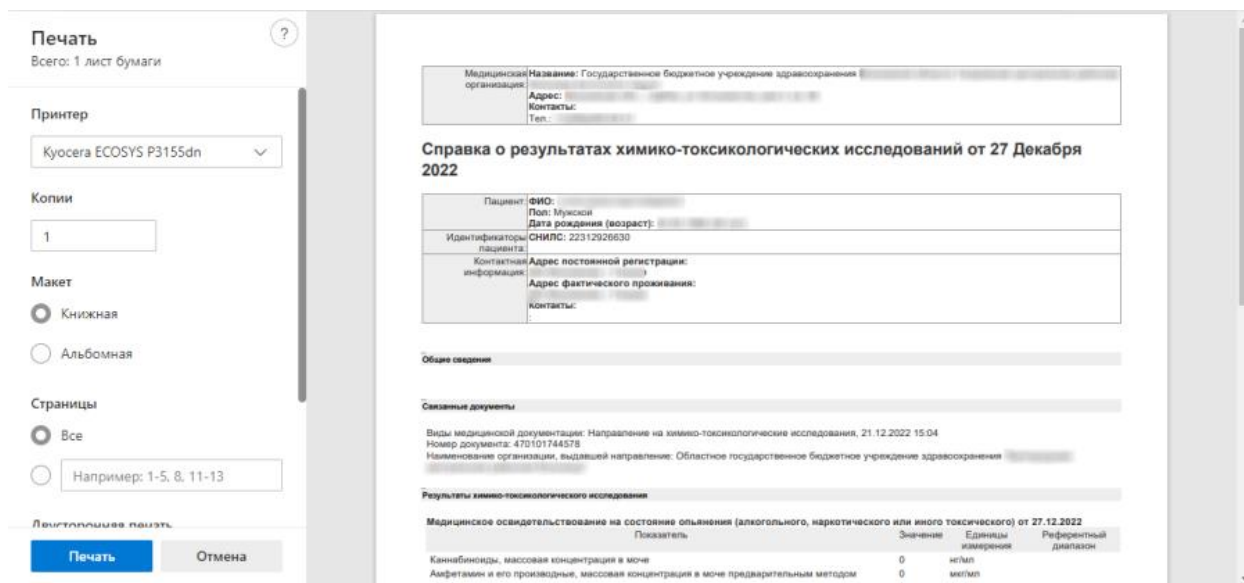 Печать
?
Всего: 1 лист бумаги
Принтер
Kyocera ECOSYS P3155dn
Копии
1
Макет
Книжная
Альбомная
Страницы
Все
Например: 1-5, 8, 11-13
Двусторонняя печать
Печать
Отмена
Медицинская организация:
Название: Государственное бюджетное учреждение здравоохранения
Адрес:
Контакты:
Тел.:
Справка о результатах химико-токсикологических исследований от 27 Декабря
2022
Пациент: ФИО:
Пол: Мужской
Дата рождения (возраст):
Идентификаторы пациента:
СНИЛС: 22312926630
Контактная информация:
Адрес постоянной регистрации:
Адрес фактического проживания:
Контакты:
:
Общие сведения
Связанные документы
Виды медицинской документации: Направление на химико-токсикологические исследования, 21.12.2022 15:04
Номер документа: 470101744578
Наименование организации, выдавшей направление: Областное государственное бюджетное учреждение здравоохранения
Результаты химико-токсикологического исследования
Медицинское освидетельствование на состояние опьянения (алкогольного, наркотического или иного токсического) от 27.12.2022
Показатель Значение Единицы измерения Референтный диапазон
Каннабиноиды, массовая концентрация в моче 0 нг/мл
Амфетамин и его производные, массовая концентрация в моче предварительным методом 0 мкг/мл